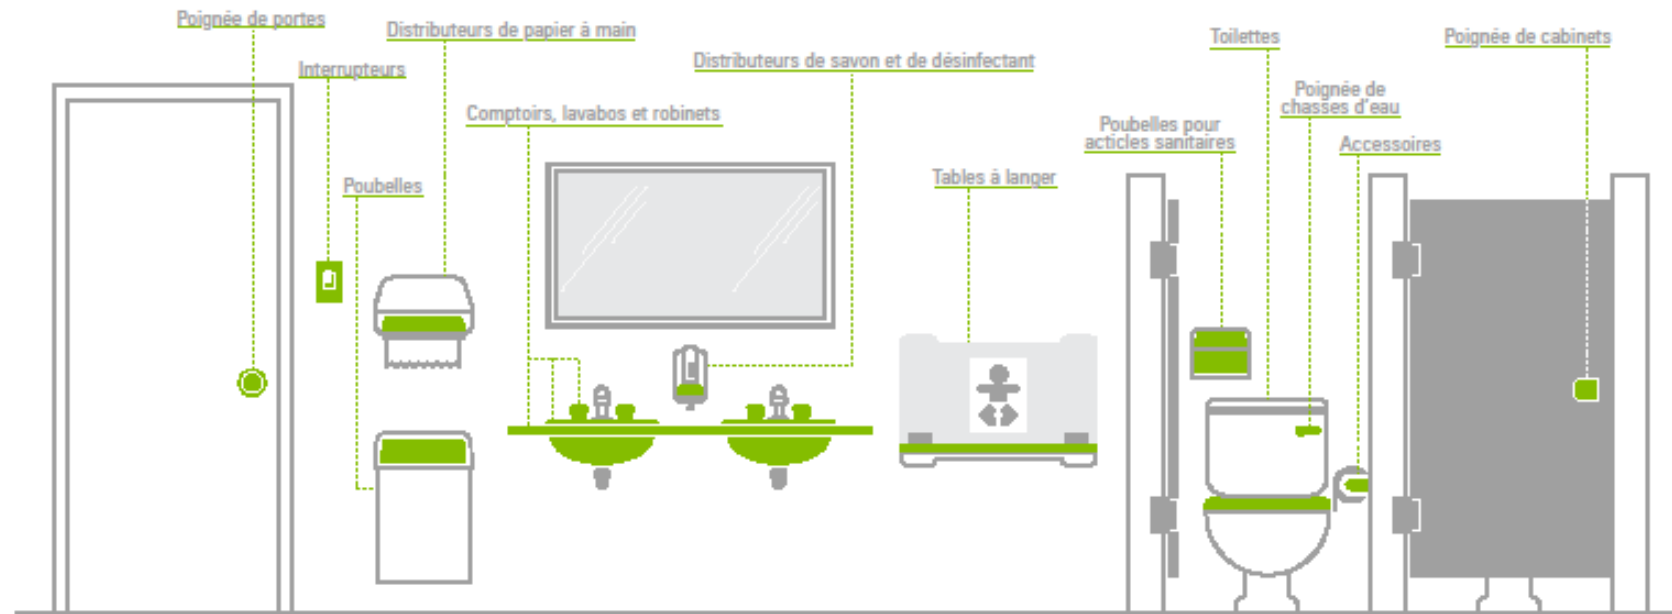 Poignée de portes
Interrupteurs
Distributeurs de papier à main
Poubelles
Comptoirs, lavabos et robinets
Distributeurs de savon et de désinfectant
Tables à langer
Poubelles pour
acticles sanitaires
Toilettes
Poignée de
chasses d'eau
Accessoires
Poignée de cabinets